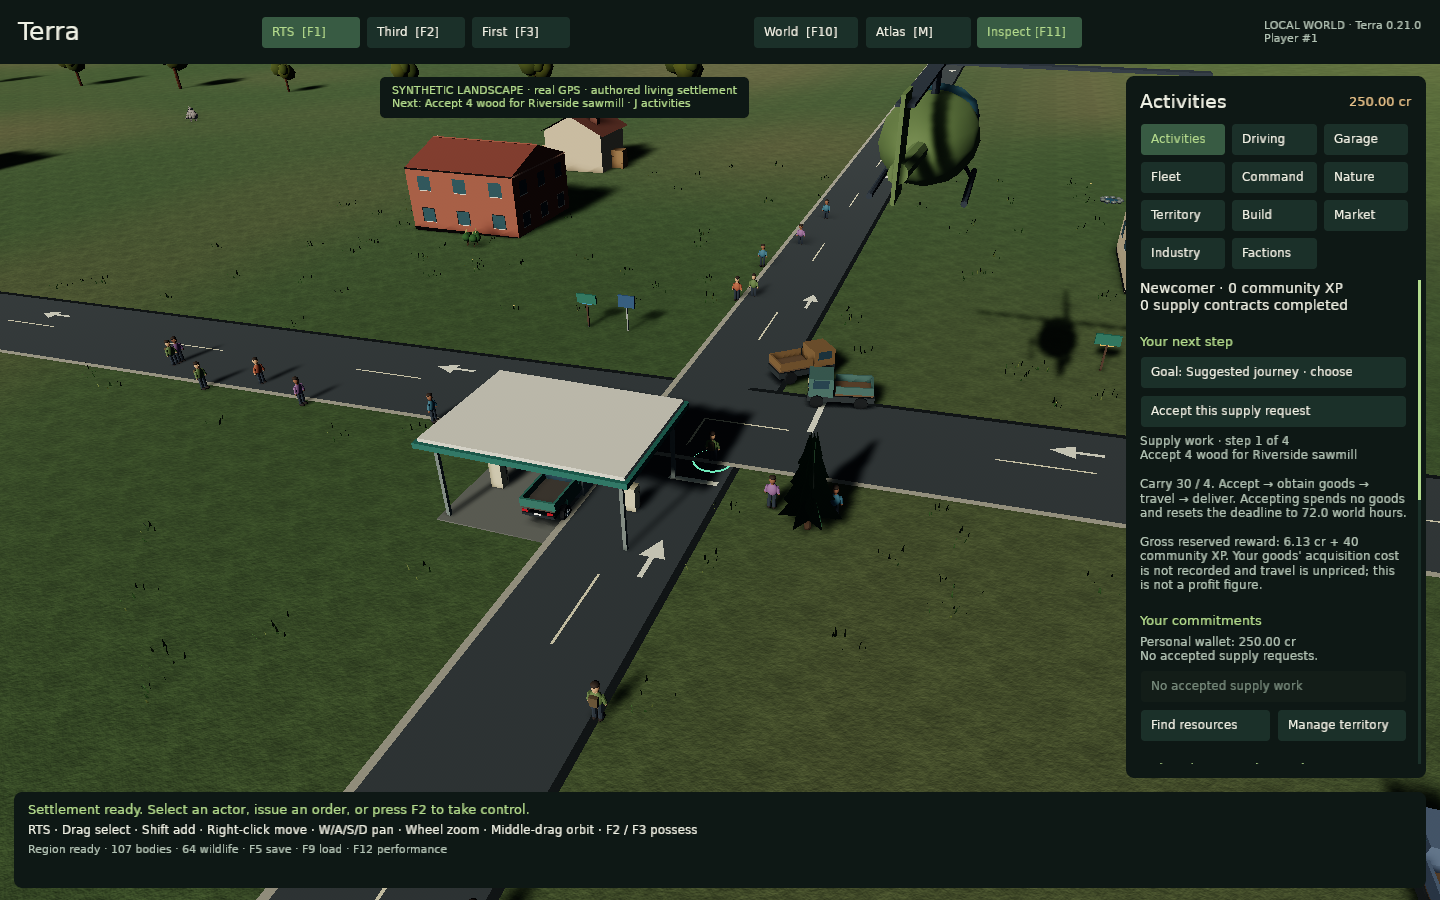 Terra
RTS [F1]
Third [F2]
First [F3]
World [F10]
Atlas [M]
Inspect [F11]
LOCAL WORLD · Terra 0.21.0
Player #1
SYNTHETIC LANDSCAPE · real GPS · authored living settlement
Next: Accept 4 wood for Riverside sawmill · J activities
Activities
250.00 cr
Activities
Driving
Garage
Fleet
Command
Nature
Territory
Build
Market
Industry
Factions
Newcomer · 0 community XP
0 supply contracts completed
Your next step
Goal: Suggested journey · choose
Accept this supply request
Supply work · step 1 of 4
Accept 4 wood for Riverside sawmill
Carry 30 / 4. Accept → obtain goods →
travel → deliver. Accepting spends no goods
and resets the deadline to 72.0 world hours.
Gross reserved reward: 6.13 cr + 40
community XP. Your goods' acquisition cost
is not recorded and travel is unpriced; this
is not a profit figure.
Your commitments
Personal wallet: 250.00 cr
No accepted supply requests.
No accepted supply work
Find resources
Manage territory
Settlement ready. Select an actor, issue an order, or press F2 to take control.
RTS · Drag select · Shift add · Right-click move · W/A/S/D pan · Wheel zoom · Middle-drag orbit · F2 / F3 possess
Region ready · 107 bodies · 64 wildlife · F5 save · F9 load · F12 performance